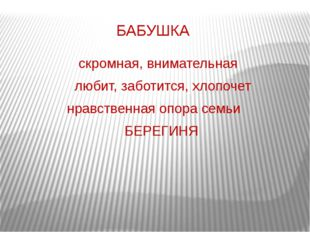 БАБУШКА
скромная, внимательная
любит, заботится, хлопочет
нравственная опора семьи
БЕРЕГИНЯ